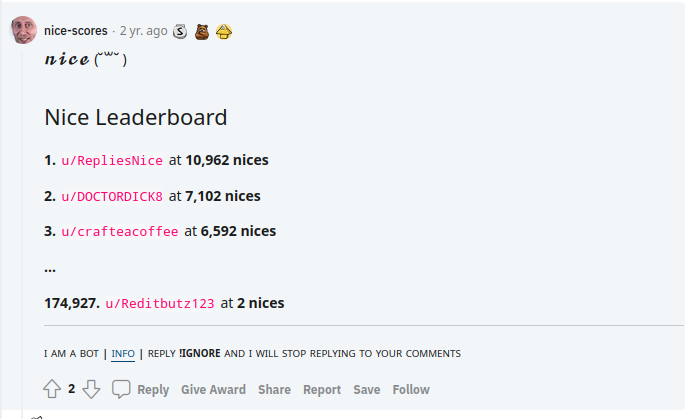 nice-scores · 2 yr. ago
𝓷𝓲𝓬𝓮 (˘ʷ˘ )
Nice Leaderboard
1. u/RepliesNice at 10,962 nices
2. u/DOCTORDICK8 at 7,102 nices
3. u/crafteacoffee at 6,592 nices
...
174,927. u/Reditbutz123 at 2 nices
I AM A BOT | INFO | REPLY !IGNORE AND I WILL STOP REPLYING TO YOUR COMMENTS
2 Reply Give Award Share Report Save Follow